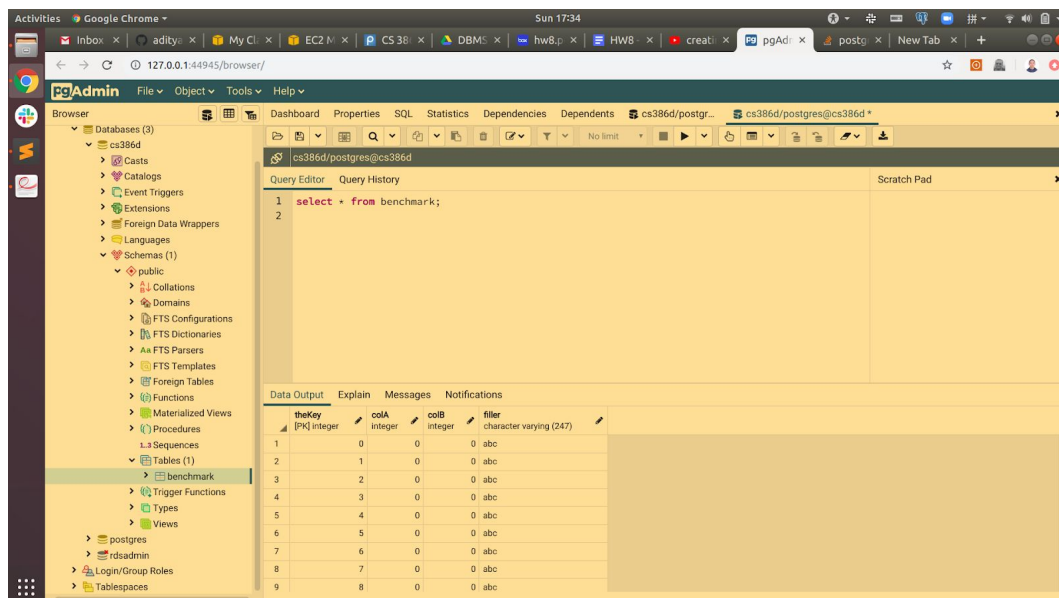 Activities Google Chrome Sun 17:34
Inbox aditya My Cl EC2 M CS 38 DBMS hw8.p HW8 - creati pgAdr postg New Tab
127.0.0.1:44945/browser/
pgAdmin File Object Tools Help
Browser Dashboard Properties SQL Statistics Dependencies Dependents cs386d/postgr... cs386d/postgres@cs386d *
No limit
cs386d/postgres@cs386d
Query Editor Query History Scratch Pad
1 select * from benchmark;
2
Databases (3)
cs386d
Casts
Catalogs
Event Triggers
Extensions
Foreign Data Wrappers
Languages
Schemas (1)
public
Collations
Domains
FTS Configurations
FTS Dictionaries
Aa FTS Parsers
FTS Templates
Foreign Tables
Functions
Materialized Views
Procedures
1..3 Sequences
Tables (1)
benchmark
Trigger Functions
Types
Views
postgres
rdsadmin
Login/Group Roles
Tablespaces
Data Output Explain Messages Notifications
theKey colA colB filler
[PK] integer integer integer character varying (247)
1 0 0 0 abc
2 1 0 0 abc
3 2 0 0 abc
4 3 0 0 abc
5 4 0 0 abc
6 5 0 0 abc
7 6 0 0 abc
8 7 0 0 abc
9 8 0 0 abc